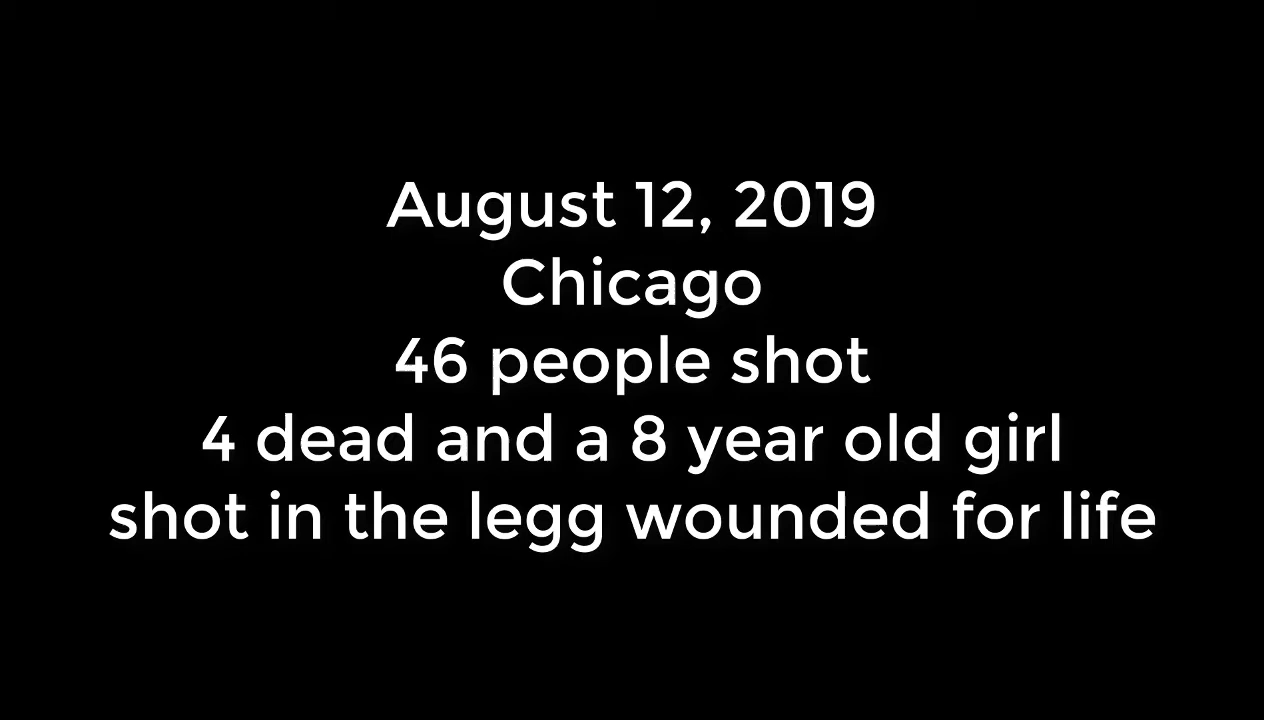 August 12, 2019
Chicago
46 people shot
4 dead and a 8 year old girl
shot in the legg wounded for life